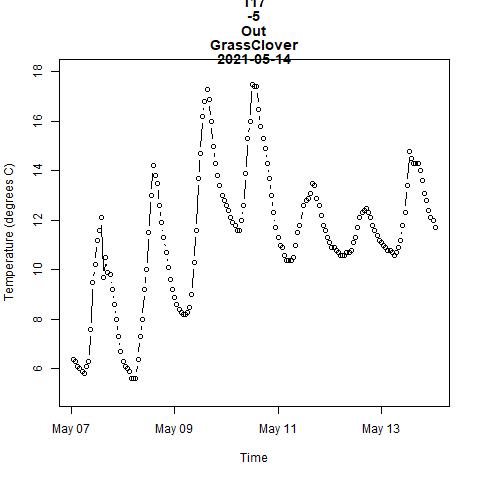 117
-5
Out
GrassClover
2021-05-14
Temperature (degrees C)
18
16
14
12
10
8
6
May 07
May 09
May 11
May 13
Time